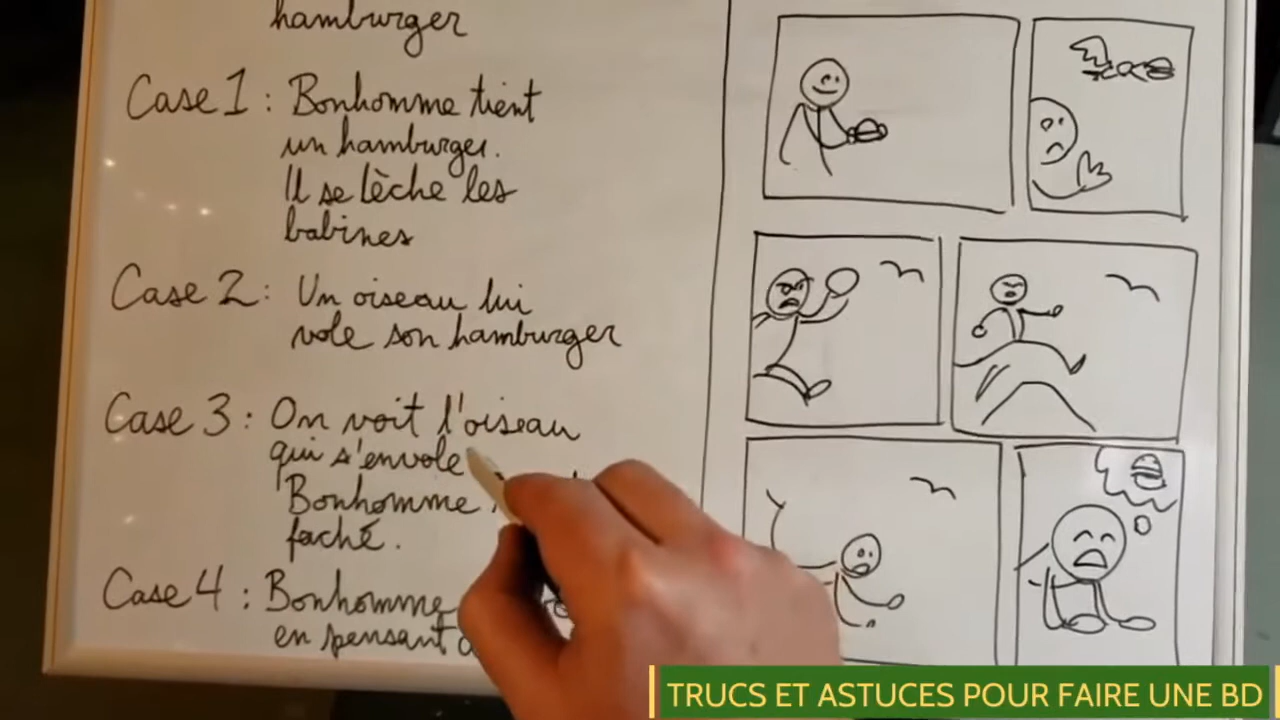 hamburger
Case 1 : Bonhomme tient
un hamburger.
Il se lèche les
babines
Case 2 : Un oiseau lui
vole son hamburger
Case 3 : On voit l'oiseau
qui s'envole
Bonhomme
faché.
Case 4 : Bonhomme
en pensant
TRUCS ET ASTUCES POUR FAIRE UNE BD